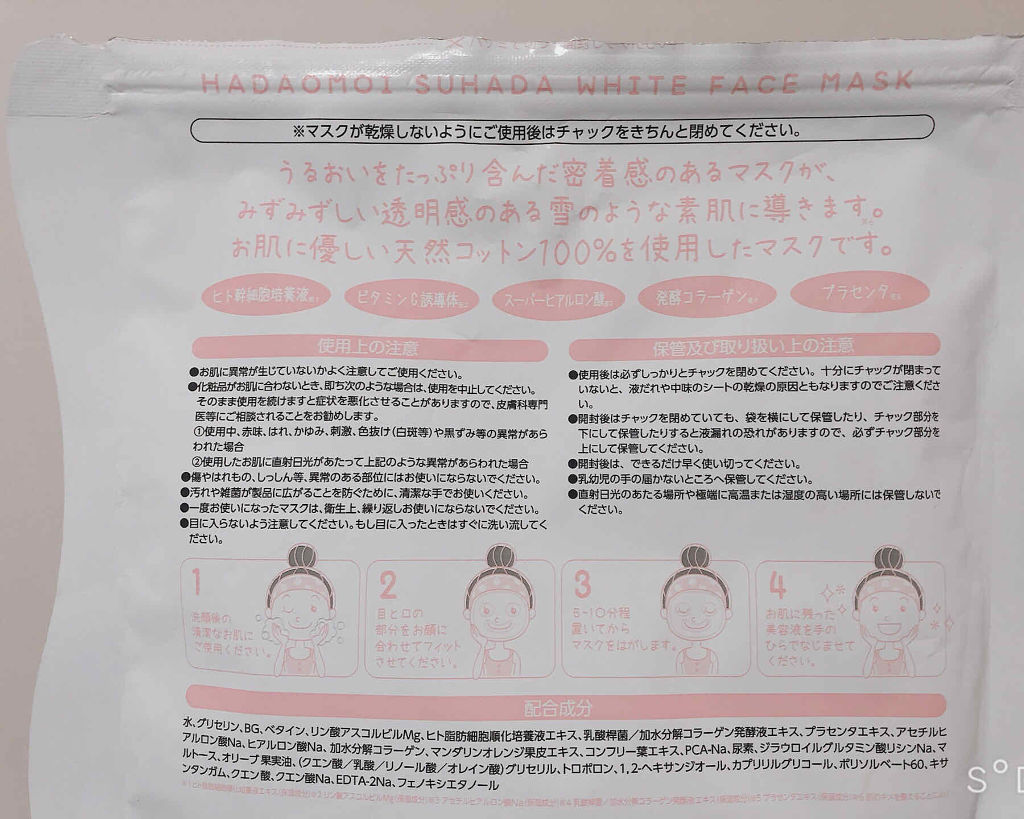 HADAOMOI SUHADA WHITE FACE MASK
※マスクが乾燥しないようにご使用後はチャックをきちんと閉めてください。
うるおいをたっぷり含んだ密着感のあるマスクが、
みずみずしい透明感のある雪のような素肌に導きます。
お肌に優しい天然コットン100%を使用したマスクです。
ヒト幹細胞培養液 ビタミンC誘導体 スーパーヒアルロン酸 発酵コラーゲン プラセンタ
使用上の注意
●お肌に異常が生じていないかよく注意してご使用ください。
●化粧品がお肌に合わないとき、即ち次のような場合は、使用を中止してください。
そのまま使用を続けますと症状を悪化させることがありますので、皮膚科専門
医等にご相談されることをお勧めします。
①使用中、赤味、はれ、かゆみ、刺激、色抜け(白斑等)や黒ずみ等の異常があら
われた場合
②使用したお肌に直射日光があたって上記のような異常があらわれた場合
●傷やはれもの、しっしん等、異常のある部位にはお使いにならないでください。
●汚れや雑菌が製品に広がることを防ぐために、清潔な手でお使いください。
●一度お使いになったマスクは、衛生上、繰り返しお使いにならないでください。
●目に入らないよう注意してください。もし目に入ったときはすぐに洗い流してく
ださい。
保管及び取り扱い上の注意
●使用後は必ずしっかりとチャックを閉めてください。十分にチャックが閉まって
いないと、液だれや中味のシートの乾燥の原因ともなりますのでご注意くださ
い。
●開封後はチャックを閉めていても、袋を横にして保管したり、チャック部分を
下にして保管したりすると液漏れの恐れがありますので、必ずチャック部分を
上にして保管してください。
●開封後は、できるだけ早く使い切ってください。
●乳幼児の手の届かないところへ保管してください。
●直射日光のあたる場所や極端に高温または湿度の高い場所には保管しないで
ください。
1
洗顔後の
清潔なお肌に
ご使用ください。
2
目と口の
部分をお顔に
合わせてフィット
させてください。
3
5-10分程
置いてから
マスクをはがします。
4
お肌に残った
美容液を手の
ひらでなじませて
ください。
配合成分
水、グリセリン、BG、ベタイン、リン酸アスコルビルMg、ヒト脂肪細胞順化培養液エキス、乳酸桿菌/加水分解コラーゲン発酵液エキス、プラセンタエキス、アセチルヒ
アルロン酸Na、ヒアルロン酸Na、加水分解コラーゲン、マンダリンオレンジ果皮エキス、コンフリー葉エキス、PCA-Na、尿素、ジラウロイルグルタミン酸リシンNa、マ
ルトース、オリーブ果実油、(クエン酸/乳酸/リノール酸/オレイン酸)グリセリル、トロポロン、1,2-ヘキサンジオール、カプリリルグリコール、ポリソルベート60、キサ
ンタンガム、クエン酸、クエン酸Na、EDTA-2Na、フェノキシエタノール